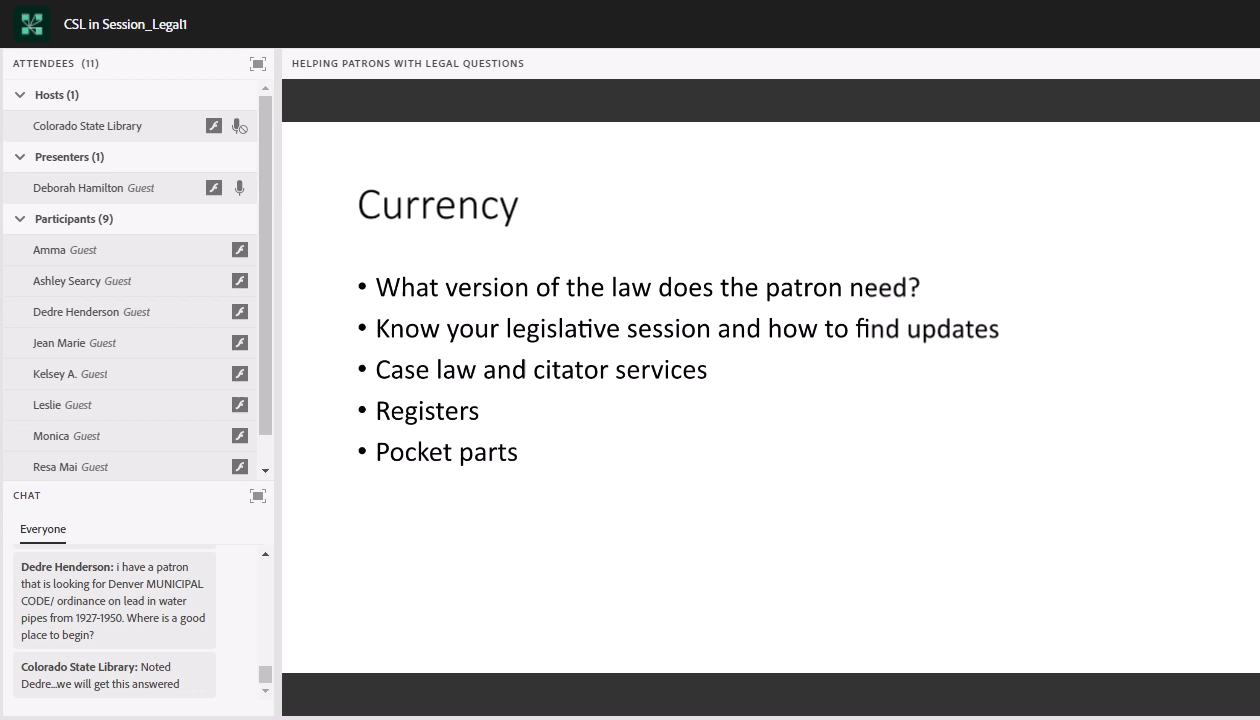 CSL in Session_Legal1
ATTENDEES (11)
Hosts (1)
Colorado State Library
Presenters (1)
Deborah Hamilton Guest
Participants (9)
Amma Guest
Ashley Searcy Guest
Dedre Henderson Guest
Jean Marie Guest
Kelsey A. Guest
Leslie Guest
Monica Guest
Resa Mai Guest
CHAT
Everyone
Dedre Henderson: i have a patron
that is looking for Denver MUNICIPAL
CODE/ ordinance on lead in water
pipes from 1927-1950. Where is a good
place to begin?
Colorado State Library: Noted
Dedre...we will get this answered
HELPING PATRONS WITH LEGAL QUESTIONS
Currency
• What version of the law does the patron need?
• Know your legislative session and how to find updates
• Case law and citator services
• Registers
• Pocket parts